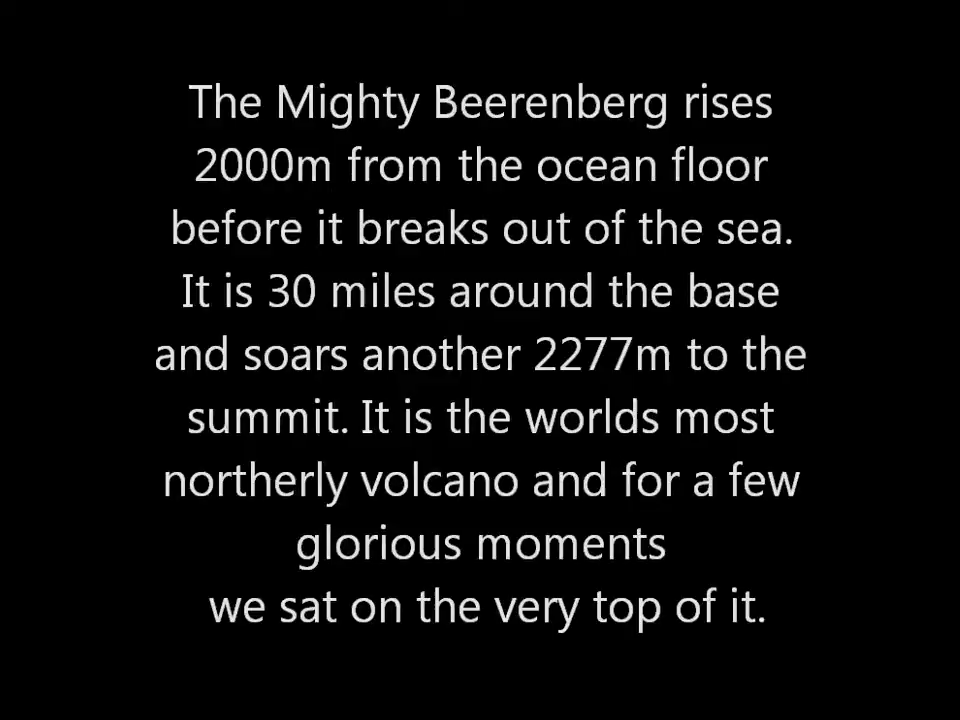 The Mighty Beerenberg rises
2000m from the ocean floor
before it breaks out of the sea.
It is 30 miles around the base
and soars another 2277m to the
summit. It is the worlds most
northerly volcano and for a few
glorious moments
we sat on the very top of it.